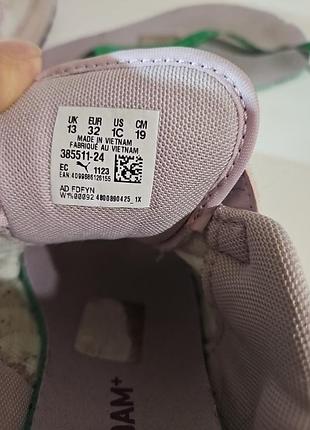 UK EUR US CM
13 32 1C 19
MADE IN VIETNAM
FABRIQUÉ AU VIETNAM
385511-24
EC 1123
EAN 4099686126155
AD FDFYN
W1%00092 4800890425_1X
OAM+